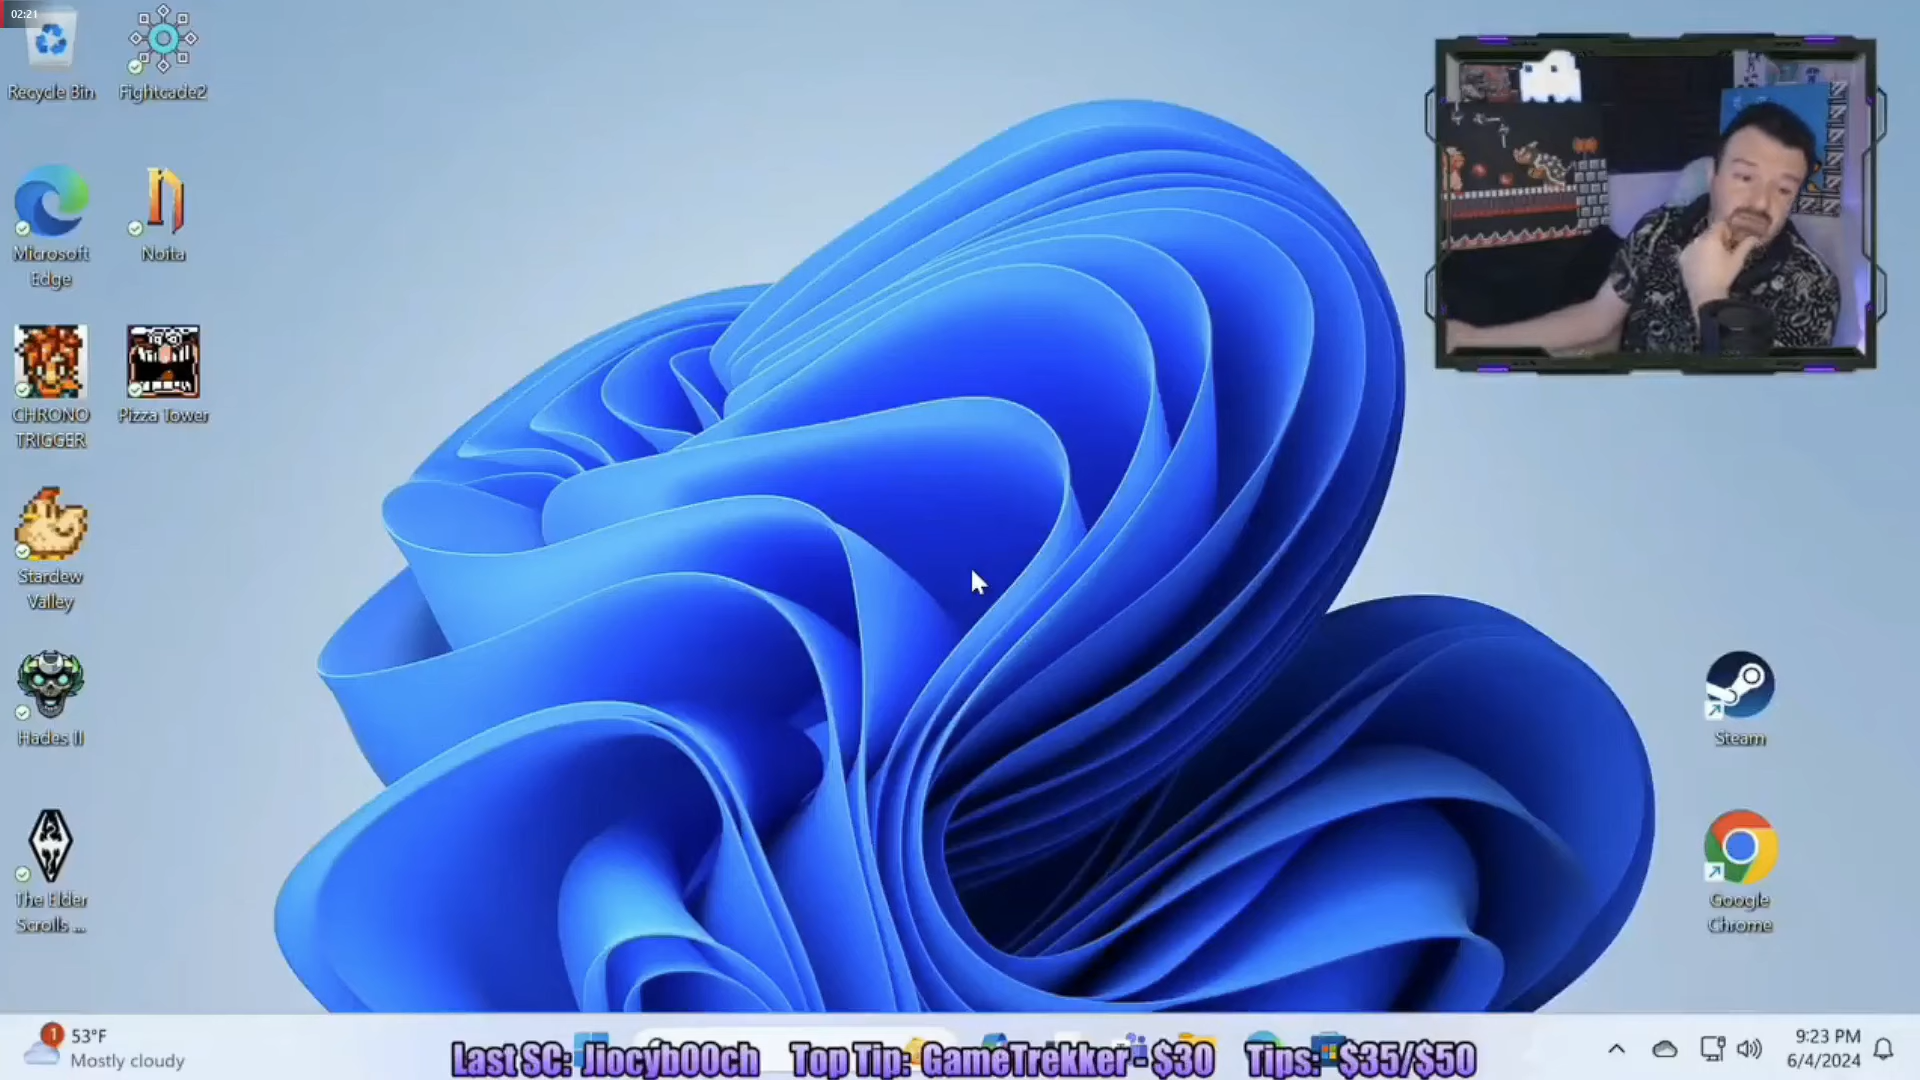 02:21
Recycle Bin
Fightcade2
Microsoft
Edge
Noita
CHRONO
TRIGGER
Pizza Tower
Stardew
Valley
Hades II
The Elder
Scrolls ...
Steam
Google
Chrome
1
53°F
Mostly cloudy
Last SC: Jiocyb00ch Top Tip: GameTrekker - $30 Tips: $35/$50
9:23 PM
6/4/2024